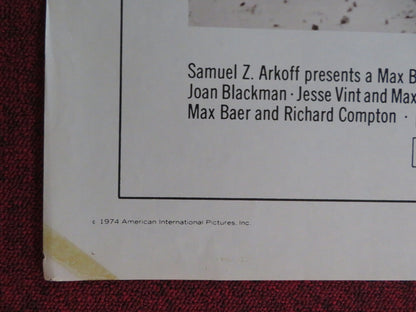 Samuel Z. Arkoff presents a Max B
Joan Blackman · Jesse Vint and Max
Max Baer and Richard Compton ·
c 1974 American International Pictures, Inc.